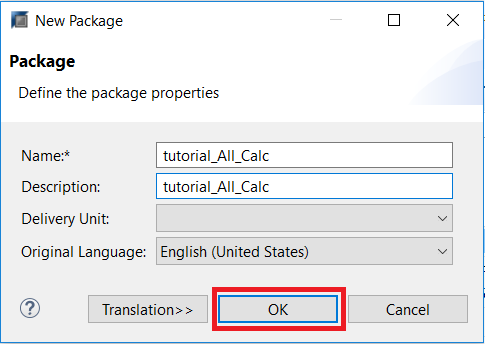 New Package
Package
Define the package properties
Name:* tutorial_All_Calc
Description: tutorial_All_Calc
Delivery Unit:
Original Language: English (United States)
? Translation>> OK Cancel